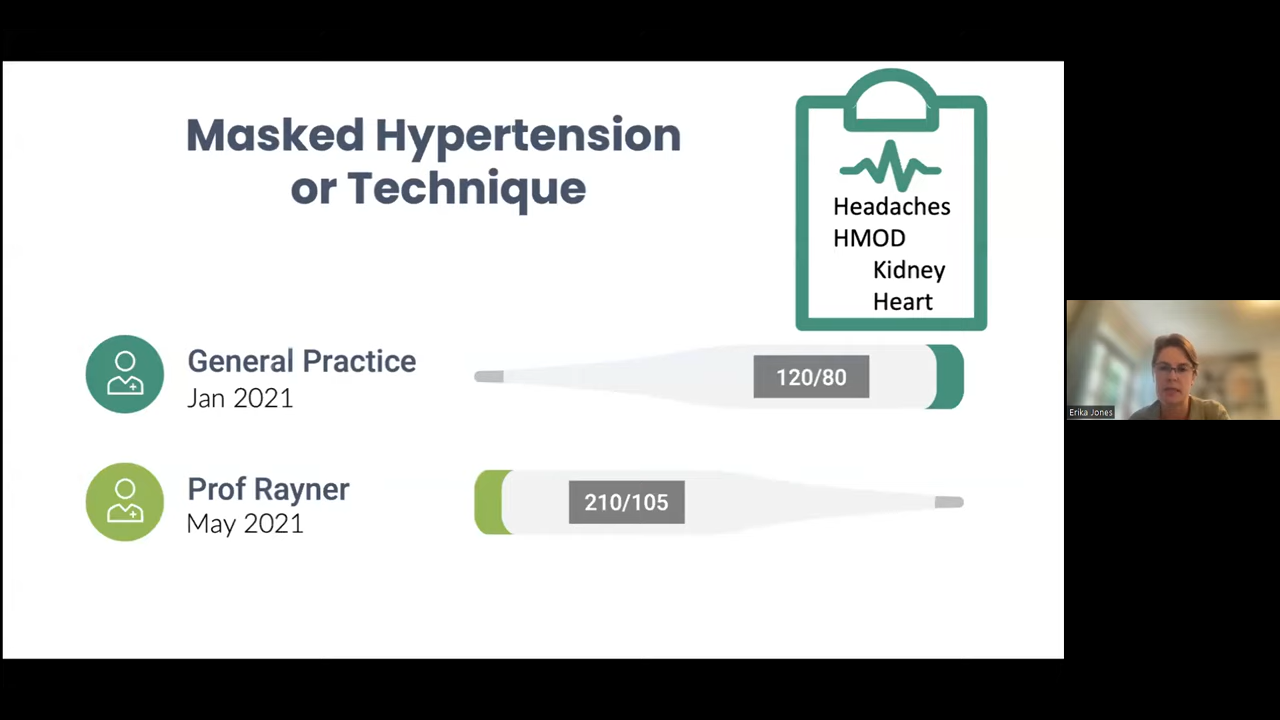 Masked Hypertension
or Technique
Headaches
HMOD
Kidney
Heart
General Practice
Jan 2021
120/80
Prof Rayner
May 2021
210/105
Erika Jones